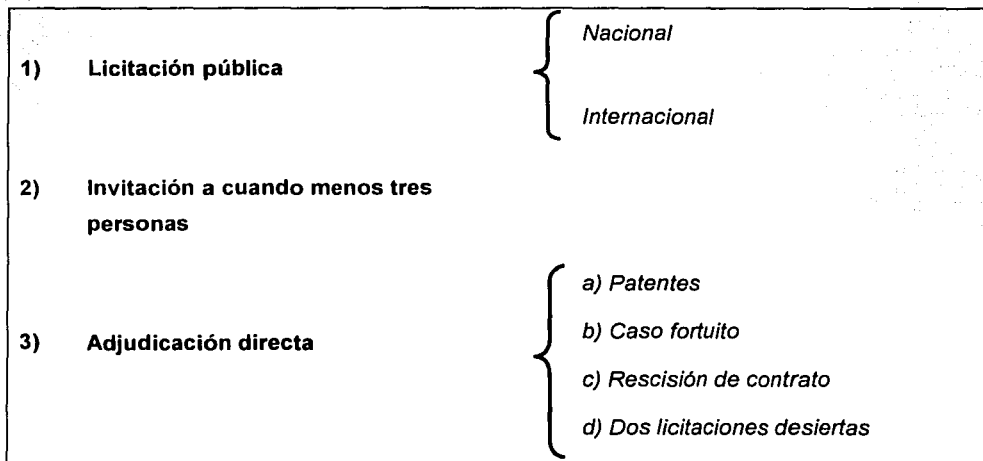 Nacional
1) Licitación pública
Internacional
2) Invitación a cuando menos tres
personas
a) Patentes
b) Caso fortuito
3) Adjudicación directa
c) Rescisión de contrato
d) Dos licitaciones desiertas